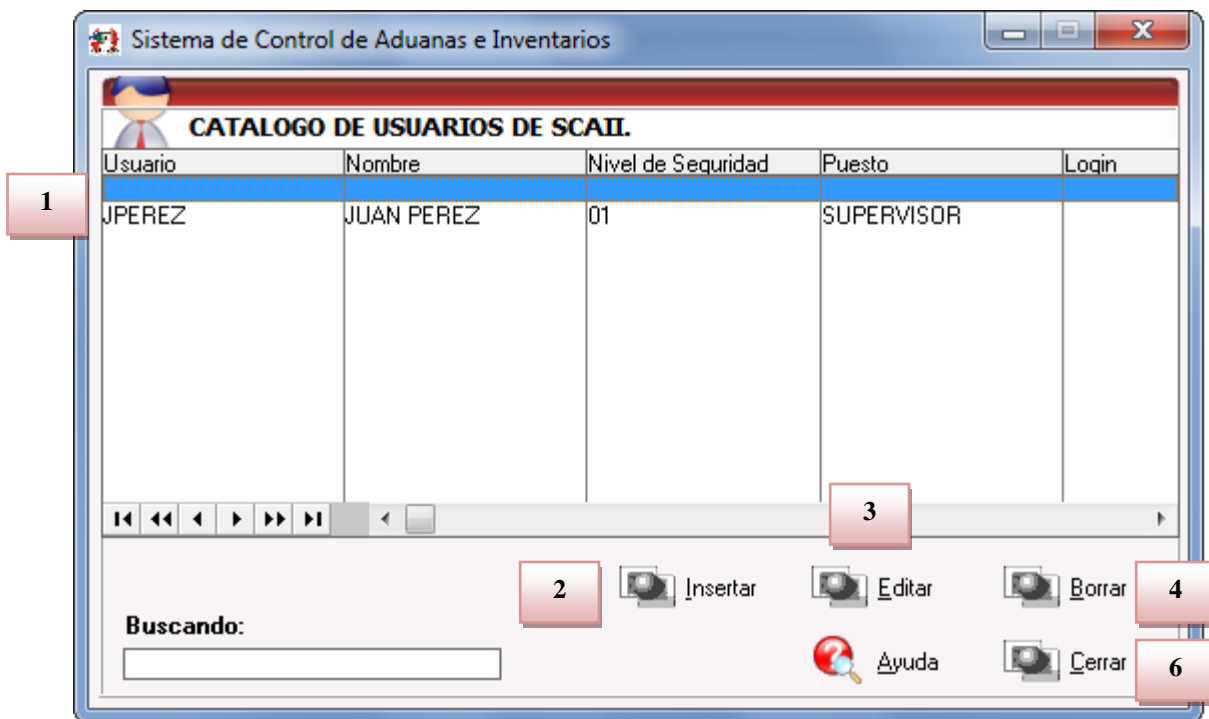 Sistema de Control de Aduanas e Inventarios
CATALOGO DE USUARIOS DE SCAII.
Usuario Nombre Nivel de Seguridad Puesto Login
1
JPEREZ JUAN PEREZ 01 SUPERVISOR
3
2 Insertar Editar Borrar 4
Buscando:
Ayuda Cerrar 6